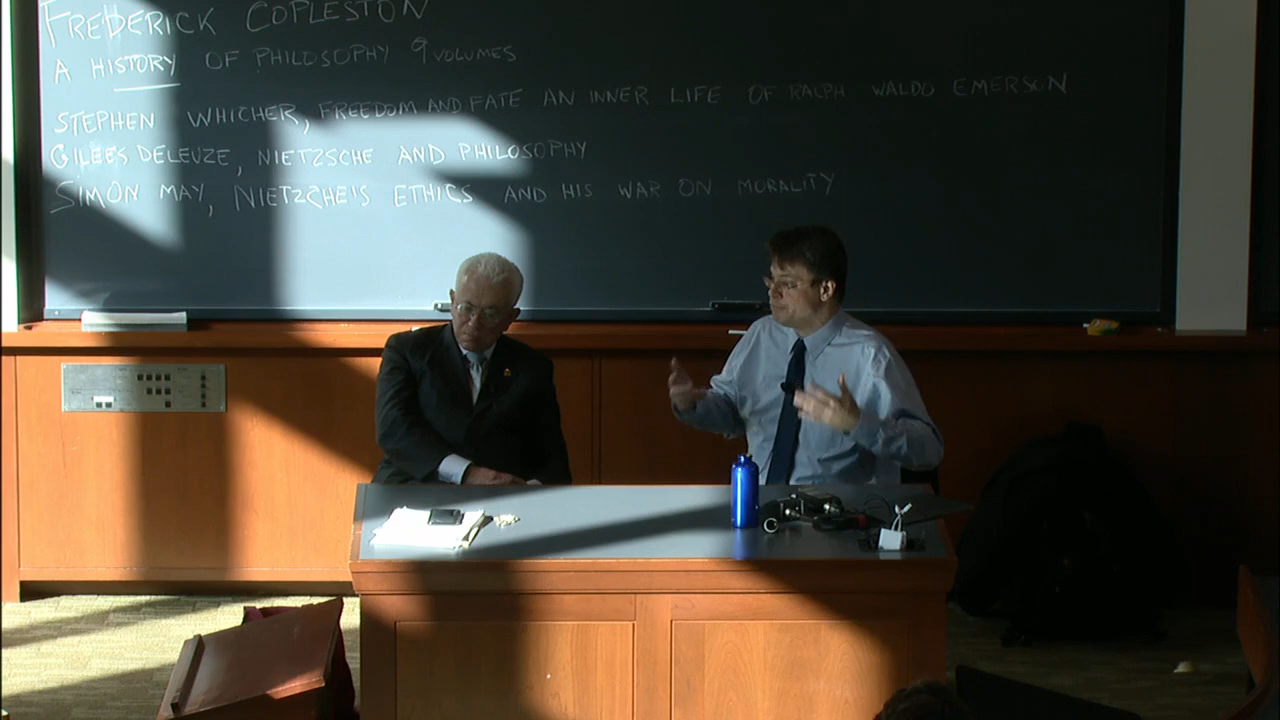 FREDERICK COPLESTON
A HISTORY OF PHILOSOPHY 9 VOLUMES
STEPHEN WHICHER, FREEDOM AND FATE AN INNER LIFE OF RALPH WALDO EMERSON
GILEES DELEUZE, NIETZSCHE AND PHILOSOPHY
SIMON MAY, NIETZCHE'S ETHICS AND HIS WAR ON MORALITY